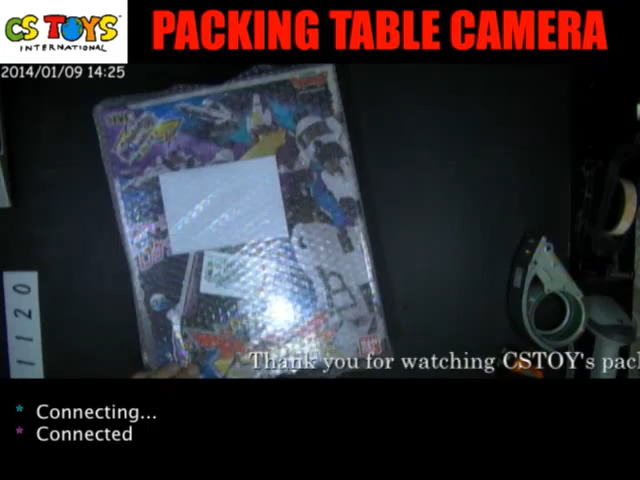 CS TOYS
INTERNATIONAL
PACKING TABLE CAMERA
2014/01/09 14:25
1120
Thank you for watching CSTOY's pac
* Connecting...
* Connected